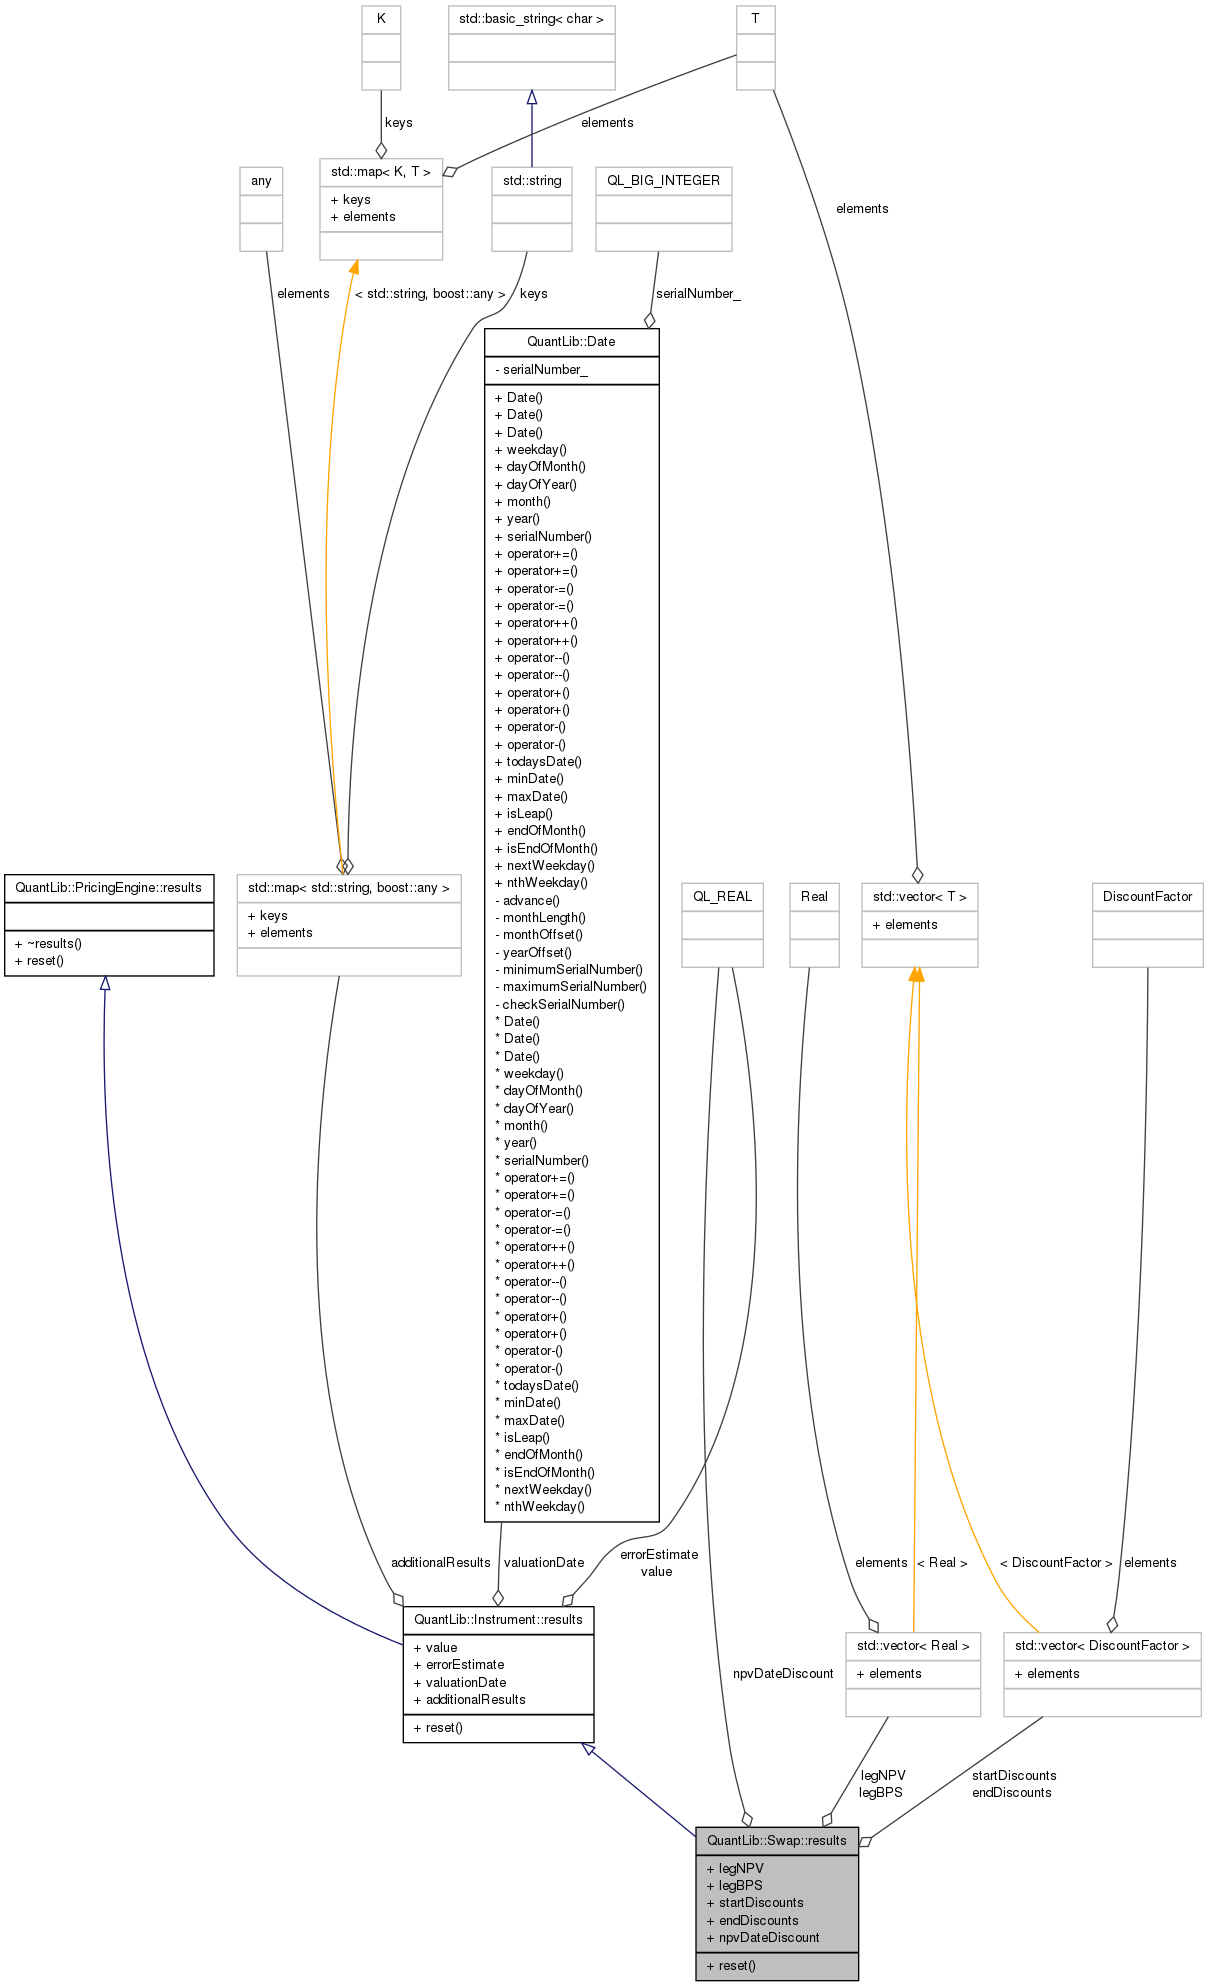 K
std::basic_string< char >
T
keys
elements
any
std::map< K, T >
+ keys
+ elements
std::string
QL_BIG_INTEGER
elements
elements
< std::string, boost::any >
keys
serialNumber_
QuantLib::Date
- serialNumber_
+ Date()
+ Date()
+ Date()
+ weekday()
+ dayOfMonth()
+ dayOfYear()
+ month()
+ year()
+ serialNumber()
+ operator+=()
+ operator+=()
+ operator-=()
+ operator-=()
+ operator++()
+ operator++()
+ operator--()
+ operator--()
+ operator+()
+ operator+()
+ operator-()
+ operator-()
+ todaysDate()
+ minDate()
+ maxDate()
+ isLeap()
+ endOfMonth()
+ isEndOfMonth()
+ nextWeekday()
+ nthWeekday()
- advance()
- monthLength()
- monthOffset()
- yearOffset()
- minimumSerialNumber()
- maximumSerialNumber()
- checkSerialNumber()
* Date()
* Date()
* Date()
* weekday()
* dayOfMonth()
* dayOfYear()
* month()
* year()
* serialNumber()
* operator+=()
* operator+=()
* operator-=()
* operator-=()
* operator++()
* operator++()
* operator--()
* operator--()
* operator+()
* operator+()
* operator-()
* operator-()
* todaysDate()
* minDate()
* maxDate()
* isLeap()
* endOfMonth()
* isEndOfMonth()
* nextWeekday()
* nthWeekday()
QuantLib::PricingEngine::results
+ ~results()
+ reset()
std::map< std::string, boost::any >
+ keys
+ elements
QL_REAL
Real
std::vector< T >
+ elements
DiscountFactor
additionalResults
valuationDate
errorEstimate
value
elements
< Real >
< DiscountFactor >
elements
QuantLib::Instrument::results
+ value
+ errorEstimate
+ valuationDate
+ additionalResults
+ reset()
npvDateDiscount
std::vector< Real >
+ elements
std::vector< DiscountFactor >
+ elements
legNPV
legBPS
startDiscounts
endDiscounts
QuantLib::Swap::results
+ legNPV
+ legBPS
+ startDiscounts
+ endDiscounts
+ npvDateDiscount
+ reset()